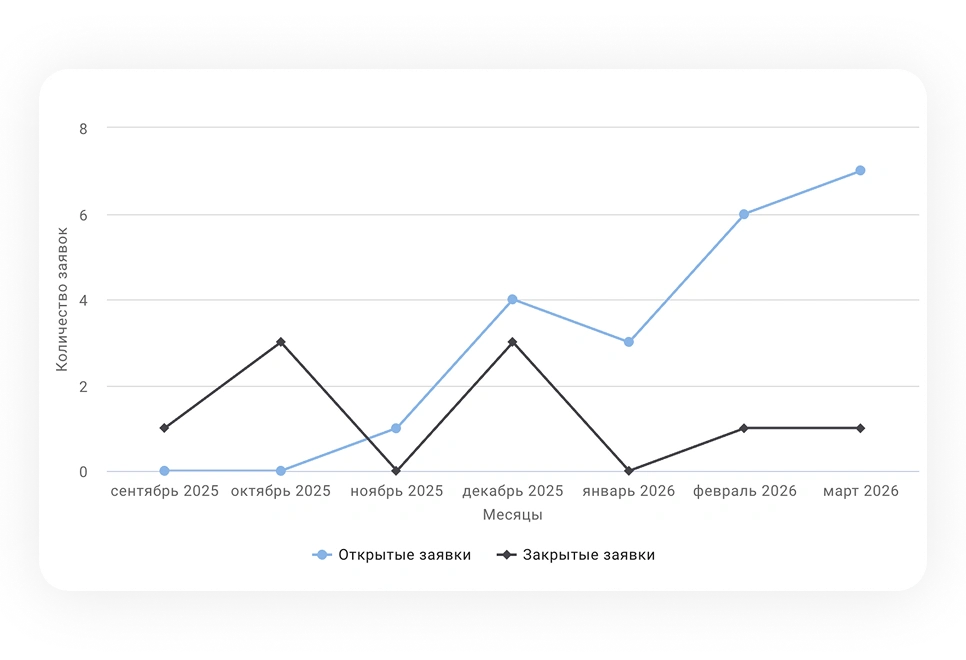 8
6
4
2
0
Количество заявок
сентябрь 2025 октябрь 2025 ноябрь 2025 декабрь 2025 январь 2026 февраль 2026 март 2026
Месяцы
Открытые заявки Закрытые заявки